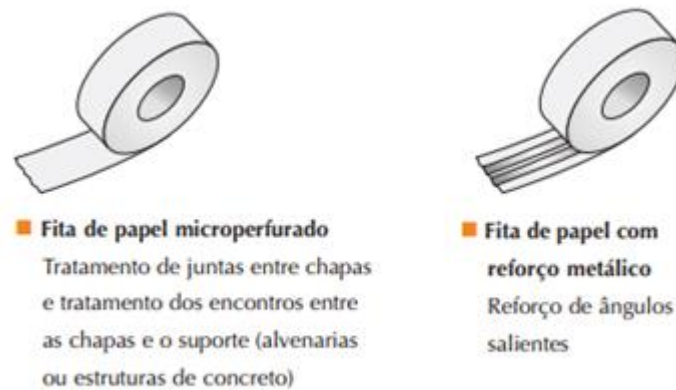 Fita de papel microperfurado
Tratamento de juntas entre chapas
e tratamento dos encontros entre
as chapas e o suporte (alvenarias
ou estruturas de concreto)
Fita de papel com
reforço metálico
Reforço de ângulos
salientes